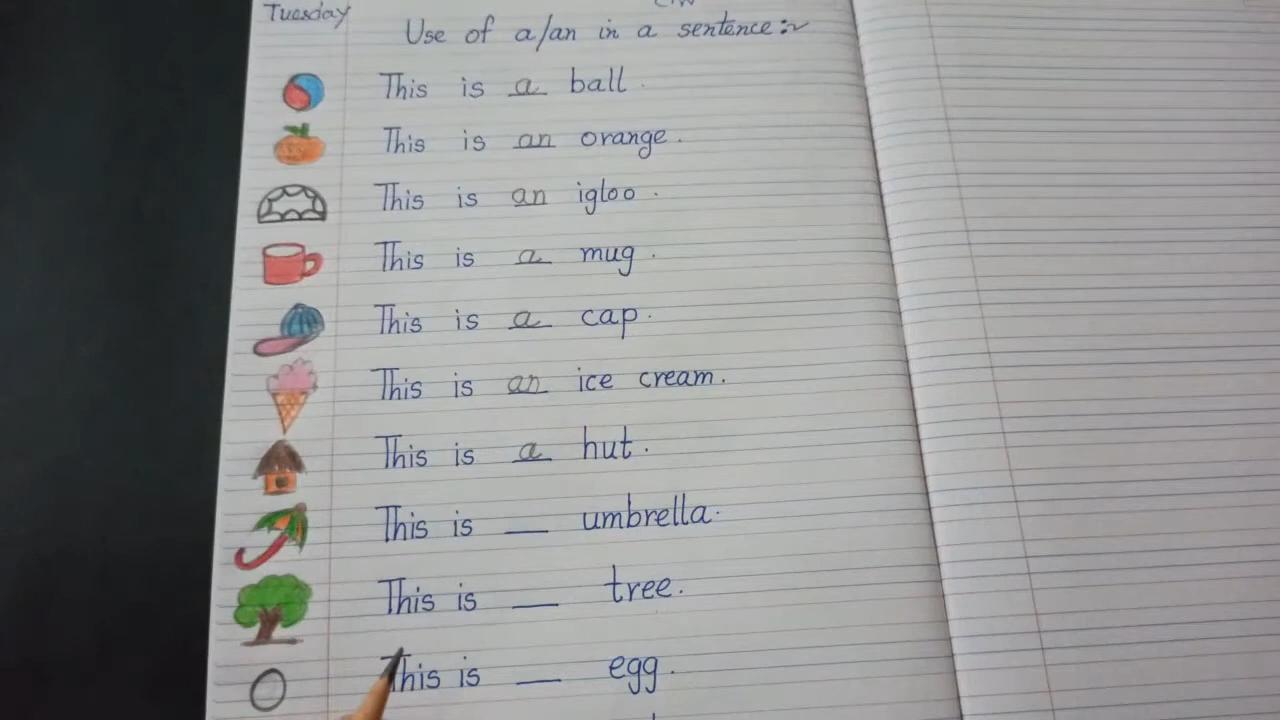 Tuesday
Use of a/an in a sentence:~
This is a ball.
This is an orange.
This is an igloo.
This is a mug.
This is a cap.
This is an ice cream.
This is a hut.
This is __ umbrella.
This is __ tree.
This is __ egg.